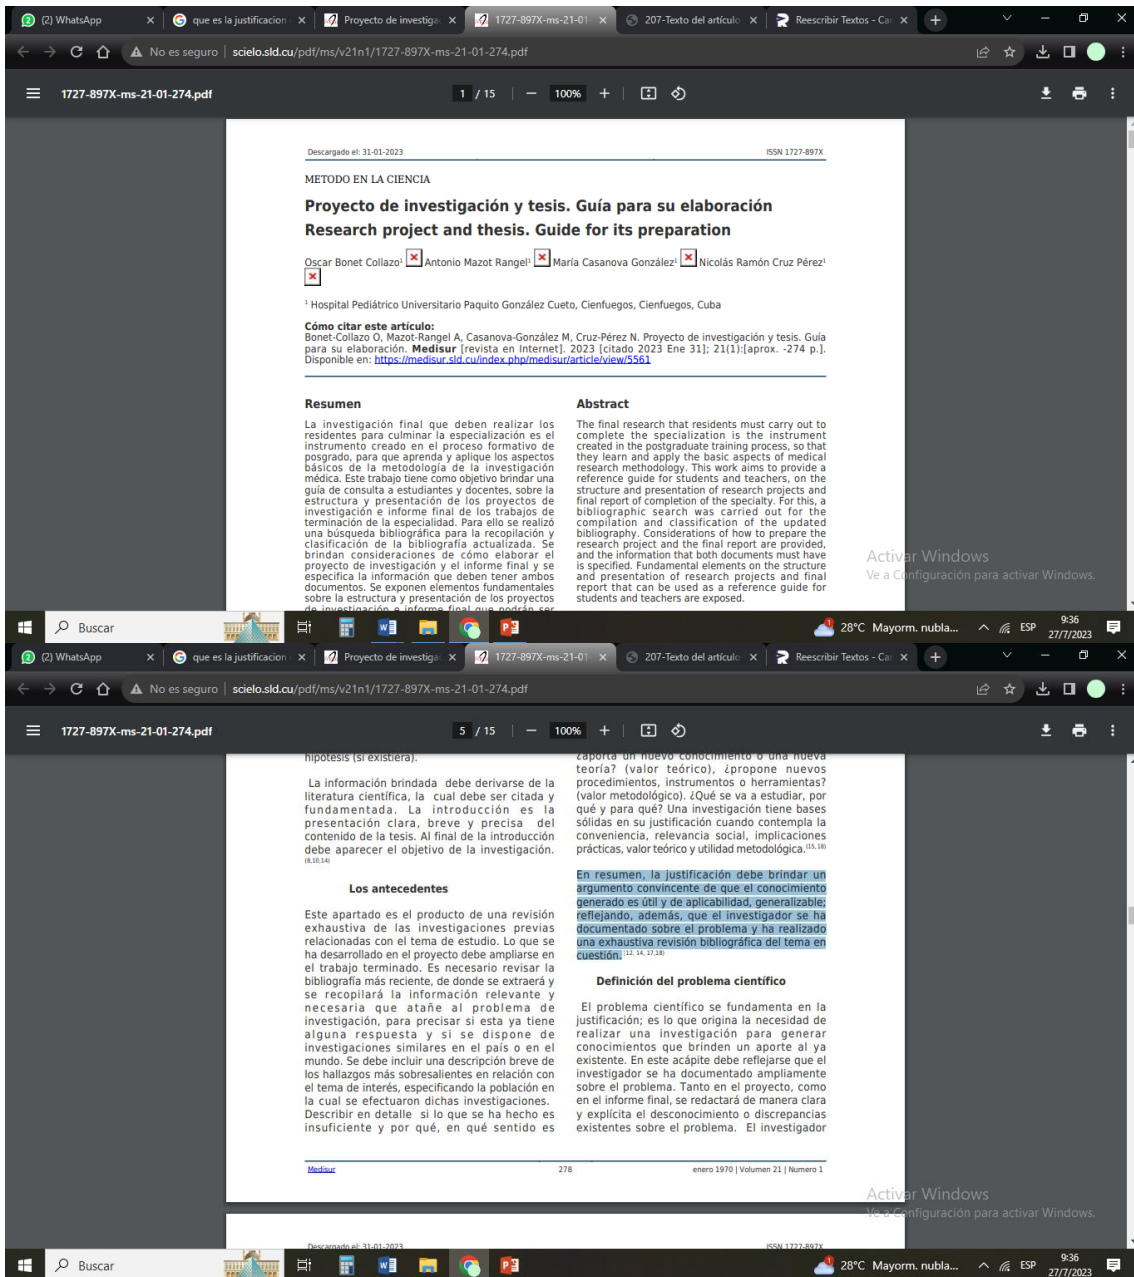 (2) WhatsApp
que es la justificacion
Proyecto de investiga
1727-897X-ms-21-01-
207-Texto del artículo
Reescribir Textos - Ca
No es seguro | scielo.sld.cu/pdf/ms/v21n1/1727-897X-ms-21-01-274.pdf
1727-897X-ms-21-01-274.pdf
1 / 15 | − 100% +
Descargado el: 31-01-2023
ISSN 1727-897X
METODO EN LA CIENCIA
Proyecto de investigación y tesis. Guía para su elaboración
Research project and thesis. Guide for its preparation
Oscar Bonet Collazo¹ Antonio Mazot Rangel¹ María Casanova González¹ Nicolás Ramón Cruz Pérez¹
¹ Hospital Pediátrico Universitario Paquito González Cueto, Cienfuegos, Cienfuegos, Cuba
Cómo citar este artículo:
Bonet-Collazo O, Mazot-Rangel A, Casanova-González M, Cruz-Pérez N. Proyecto de investigación y tesis. Guía
para su elaboración. Medisur [revista en Internet]. 2023 [citado 2023 Ene 31]; 21(1):[aprox. -274 p.].
Disponible en: https://medisur.sld.cu/index.php/medisur/article/view/5561
Resumen
La investigación final que deben realizar los
residentes para culminar la especialización es el
instrumento creado en el proceso formativo de
posgrado, para que aprenda y aplique los aspectos
básicos de la metodología de la investigación
médica. Este trabajo tiene como objetivo brindar una
guía de consulta a estudiantes y docentes, sobre la
estructura y presentación de los proyectos de
investigación e informe final de los trabajos de
terminación de la especialidad. Para ello se realizó
una búsqueda bibliográfica para la recopilación y
clasificación de la bibliografía actualizada. Se
brindan consideraciones de cómo elaborar el
proyecto de investigación y el informe final y se
especifica la información que deben tener ambos
documentos. Se exponen elementos fundamentales
sobre la estructura y presentación de los proyectos
de investigación e informe final que podrán ser
Abstract
The final research that residents must carry out to
complete the specialization is the instrument
created in the postgraduate training process, so that
they learn and apply the basic aspects of medical
research methodology. This work aims to provide a
reference guide for students and teachers, on the
structure and presentation of research projects and
final report of completion of the specialty. For this, a
bibliographic search was carried out for the
compilation and classification of the updated
bibliography. Considerations of how to prepare the
research project and the final report are provided,
and the information that both documents must have
is specified. Fundamental elements on the structure
and presentation of research projects and final
report that can be used as a reference guide for
students and teachers are exposed.
Activar Windows
Ve a Configuración para activar Windows.
Buscar
28°C Mayorm. nubla...
ESP
9:36
27/7/2023
(2) WhatsApp
que es la justificacion
Proyecto de investiga
1727-897X-ms-21-01-
207-Texto del artículo
Reescribir Textos - Ca
No es seguro | scielo.sld.cu/pdf/ms/v21n1/1727-897X-ms-21-01-274.pdf
1727-897X-ms-21-01-274.pdf
5 / 15 | − 100% +
hipótesis (si existiera).
La información brindada debe derivarse de la
literatura científica, la cual debe ser citada y
fundamentada. La introducción es la
presentación clara, breve y precisa del
contenido de la tesis. Al final de la introducción
debe aparecer el objetivo de la investigación.
(8,10,14)
Los antecedentes
Este apartado es el producto de una revisión
exhaustiva de las investigaciones previas
relacionadas con el tema de estudio. Lo que se
ha desarrollado en el proyecto debe ampliarse en
el trabajo terminado. Es necesario revisar la
bibliografía más reciente, de donde se extraerá y
se recopilará la información relevante y
necesaria que atañe al problema de
investigación, para precisar si esta ya tiene
alguna respuesta y si se dispone de
investigaciones similares en el país o en el
mundo. Se debe incluir una descripción breve de
los hallazgos más sobresalientes en relación con
el tema de interés, especificando la población en
la cual se efectuaron dichas investigaciones.
Describir en detalle si lo que se ha hecho es
insuficiente y por qué, en qué sentido es
¿aporta un nuevo conocimiento o una nueva
teoría? (valor teórico), ¿propone nuevos
procedimientos, instrumentos o herramientas?
(valor metodológico). ¿Qué se va a estudiar, por
qué y para qué? Una investigación tiene bases
sólidas en su justificación cuando contempla la
conveniencia, relevancia social, implicaciones
prácticas, valor teórico y utilidad metodológica.(15,18)
En resumen, la justificación debe brindar un
argumento convincente de que el conocimiento
generado es útil y de aplicabilidad, generalizable;
reflejando, además, que el investigador se ha
documentado sobre el problema y ha realizado
una exhaustiva revisión bibliográfica del tema en
cuestión.(12, 14, 17,18)
Definición del problema científico
El problema científico se fundamenta en la
justificación; es lo que origina la necesidad de
realizar una investigación para generar
conocimientos que brinden un aporte al ya
existente. En este acápite debe reflejarse que el
investigador se ha documentado ampliamente
sobre el problema. Tanto en el proyecto, como
en el informe final, se redactará de manera clara
y explícita el desconocimiento o discrepancias
existentes sobre el problema. El investigador
Medisur
278
enero 1970 | Volumen 21 | Numero 1
Activar Windows
Ve a Configuración para activar Windows.
Descargado el: 31-01-2023
ISSN 1727-897X
Buscar
28°C Mayorm. nubla...
ESP
9:36
27/7/2023